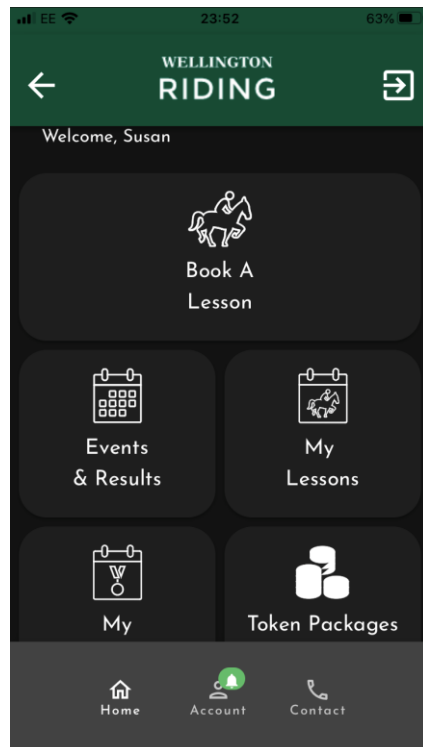 EE 23:52 63%
WELLINGTON
RIDING
Welcome, Susan
Book A
Lesson
Events
& Results
My
Lessons
My
Token Packages
Home Account Contact